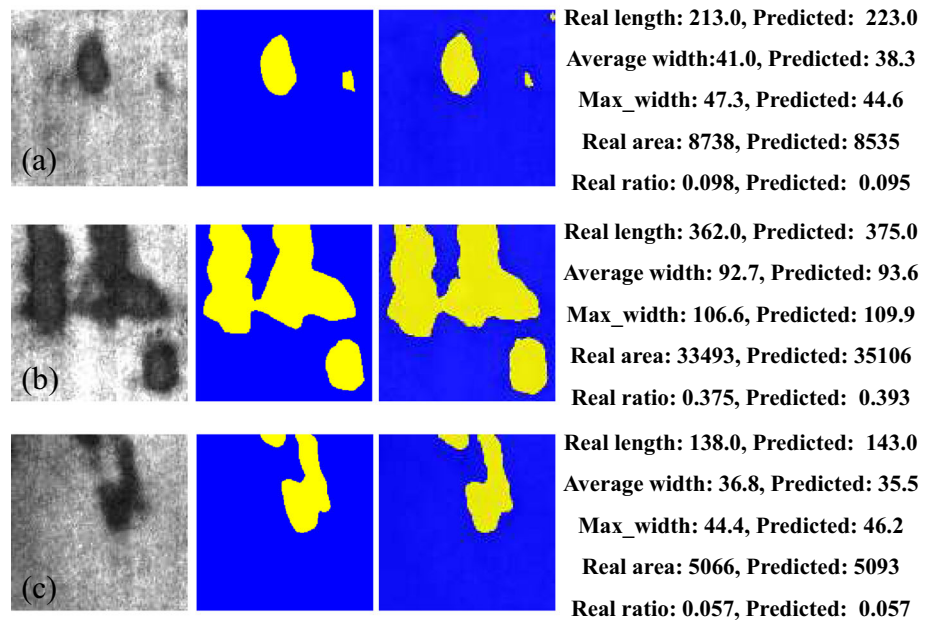 Real length: 213.0, Predicted: 223.0
Average width:41.0, Predicted: 38.3
Max_width: 47.3, Predicted: 44.6
Real area: 8738, Predicted: 8535
Real ratio: 0.098, Predicted: 0.095
(a)
Real length: 362.0, Predicted: 375.0
Average width: 92.7, Predicted: 93.6
Max_width: 106.6, Predicted: 109.9
Real area: 33493, Predicted: 35106
Real ratio: 0.375, Predicted: 0.393
(b)
Real length: 138.0, Predicted: 143.0
Average width: 36.8, Predicted: 35.5
Max_width: 44.4, Predicted: 46.2
Real area: 5066, Predicted: 5093
Real ratio: 0.057, Predicted: 0.057
(c)